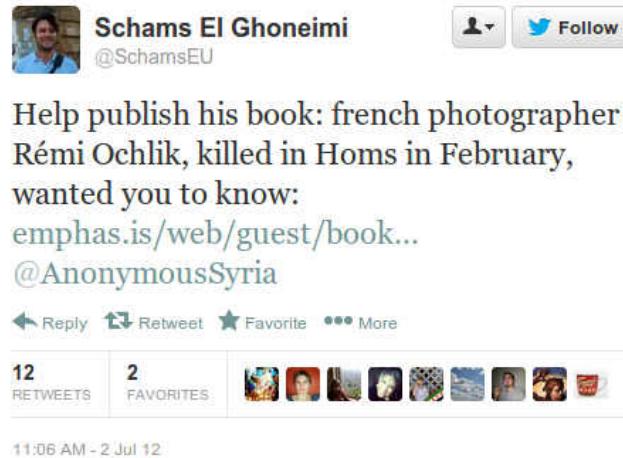 Schams El Ghoneimi
@SchamsEU
Follow
Help publish his book: french photographer
Rémi Ochlik, killed in Homs in February,
wanted you to know:
emphas.is/web/guest/book...
@AnonymousSyria
Reply Retweet Favorite More
12 2
RETWEETS FAVORITES
11:06 AM - 2 Jul 12